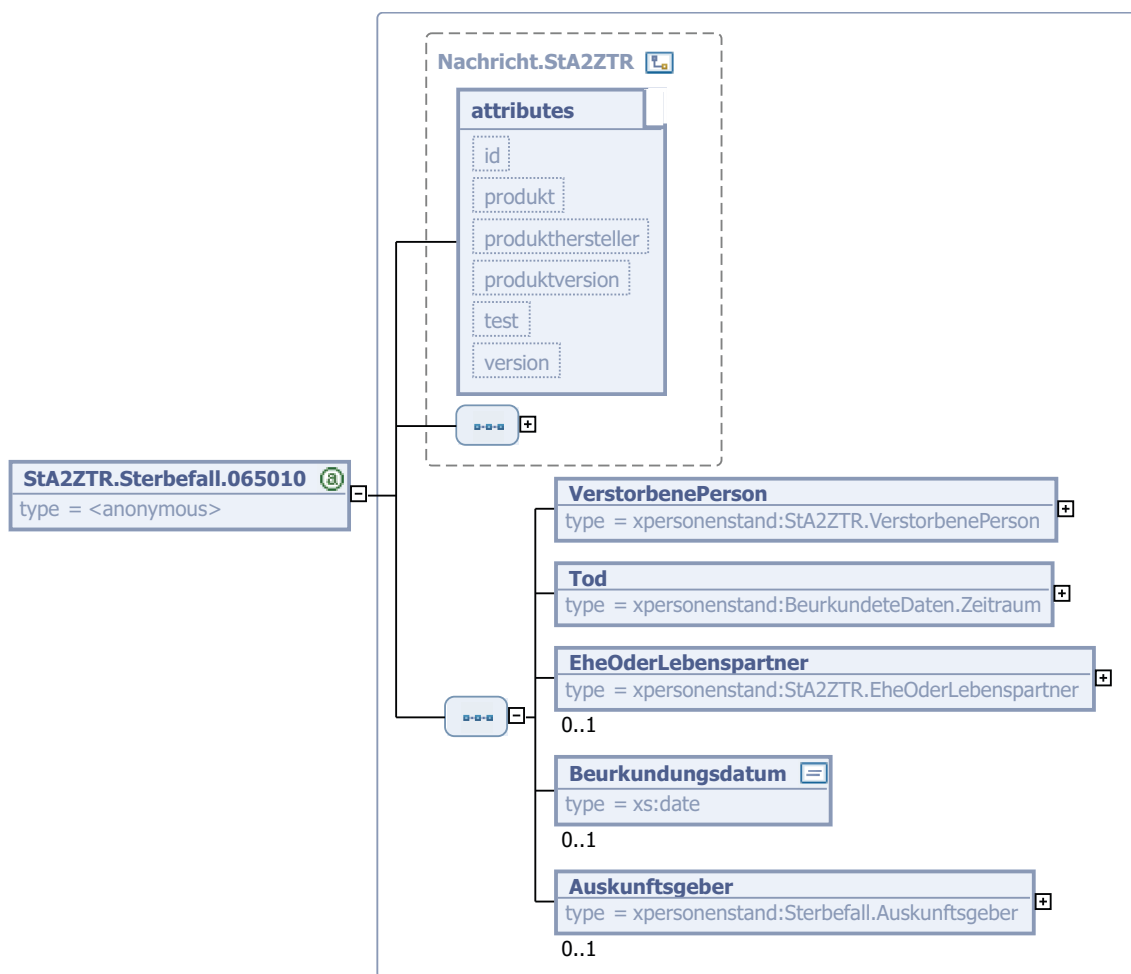 Nachricht.StA2ZTR
attributes
id
produkt
produkthersteller
produktversion
test
version
StA2ZTR.Sterbefall.065010 a
type = <anonymous>
VerstorbenePerson
type = xpersonenstand:StA2ZTR.VerstorbenePerson
Tod
type = xpersonenstand:BeurkundeteDaten.Zeitraum
EheOderLebenspartner
type = xpersonenstand:StA2ZTR.EheOderLebenspartner
0..1
Beurkundungsdatum
type = xs:date
0..1
Auskunftsgeber
type = xpersonenstand:Sterbefall.Auskunftsgeber
0..1